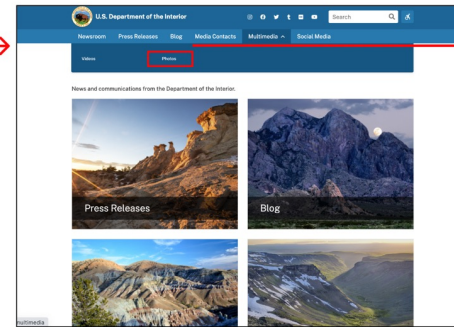 U.S. Department of the Interior
Search
Newsroom Press Releases Blog Media Contacts Multimedia Social Media
Videos Photos
News and communications from the Department of the Interior.
Press Releases Blog
multimedia